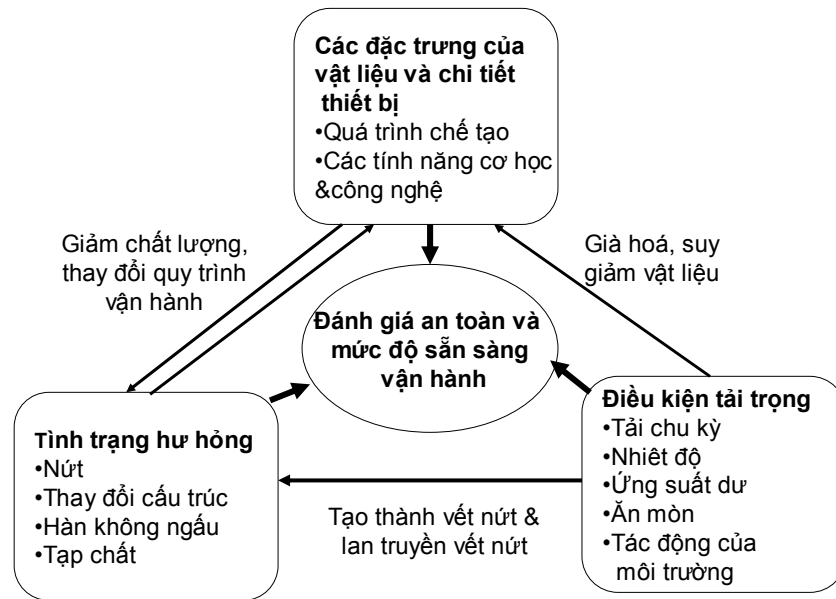 Các đặc trưng của
vật liệu và chi tiết
thiết bị
•Quá trình chế tạo
•Các tính năng cơ học
&công nghệ
Giảm chất lượng,
thay đổi quy trình
vận hành
Già hoá, suy
giảm vật liệu
Đánh giá an toàn và
mức độ sẵn sàng
vận hành
Tình trạng hư hỏng
•Nứt
•Thay đổi cấu trúc
•Hàn không ngấu
•Tạp chất
Tạo thành vết nứt &
lan truyền vết nứt
Điều kiện tải trọng
•Tải chu kỳ
•Nhiêt độ
•Ứng suất dư
•Ăn mòn
•Tác động của
môi trường